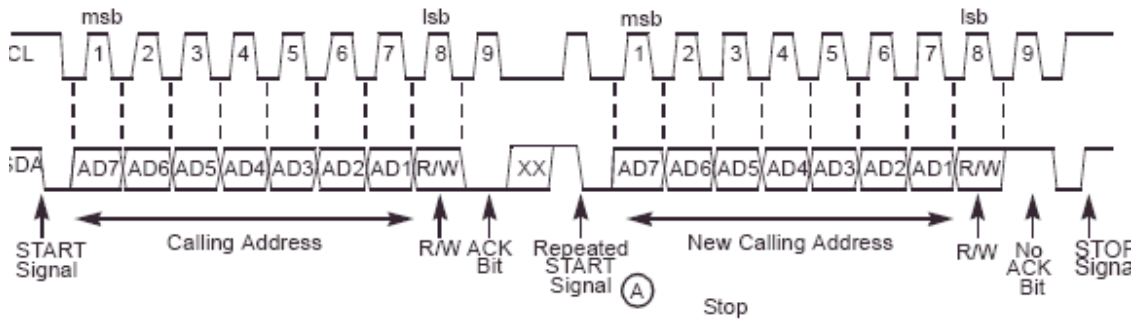 msb lsb msb lsb
CL 1 2 3 4 5 6 7 8 9 1 2 3 4 5 6 7 8 9
SDA AD7 AD6 AD5 AD4 AD3 AD2 AD1 R/W XX AD7 AD6 AD5 AD4 AD3 AD2 AD1 R/W
START Signal
Calling Address
R/W
ACK Bit
Repeated START Signal
A
New Calling Address
R/W
No ACK Bit
STOP Signal
Stop